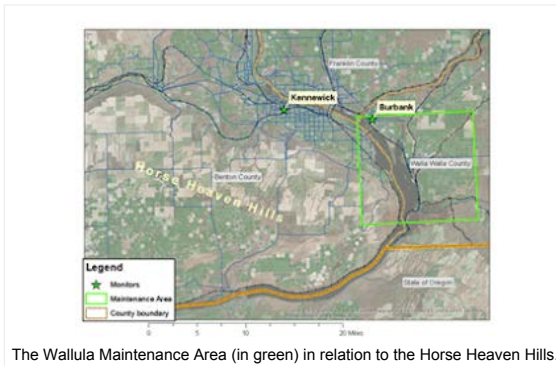 Franklin County
Kennewick
Burbank
Walla Walla County
Horse Heaven Hills
Benton County
Legend
Monitors
Maintenance Area
County boundary
State of Oregon
0 5 10 20 Miles
The Wallula Maintenance Area (in green) in relation to the Horse Heaven Hills.